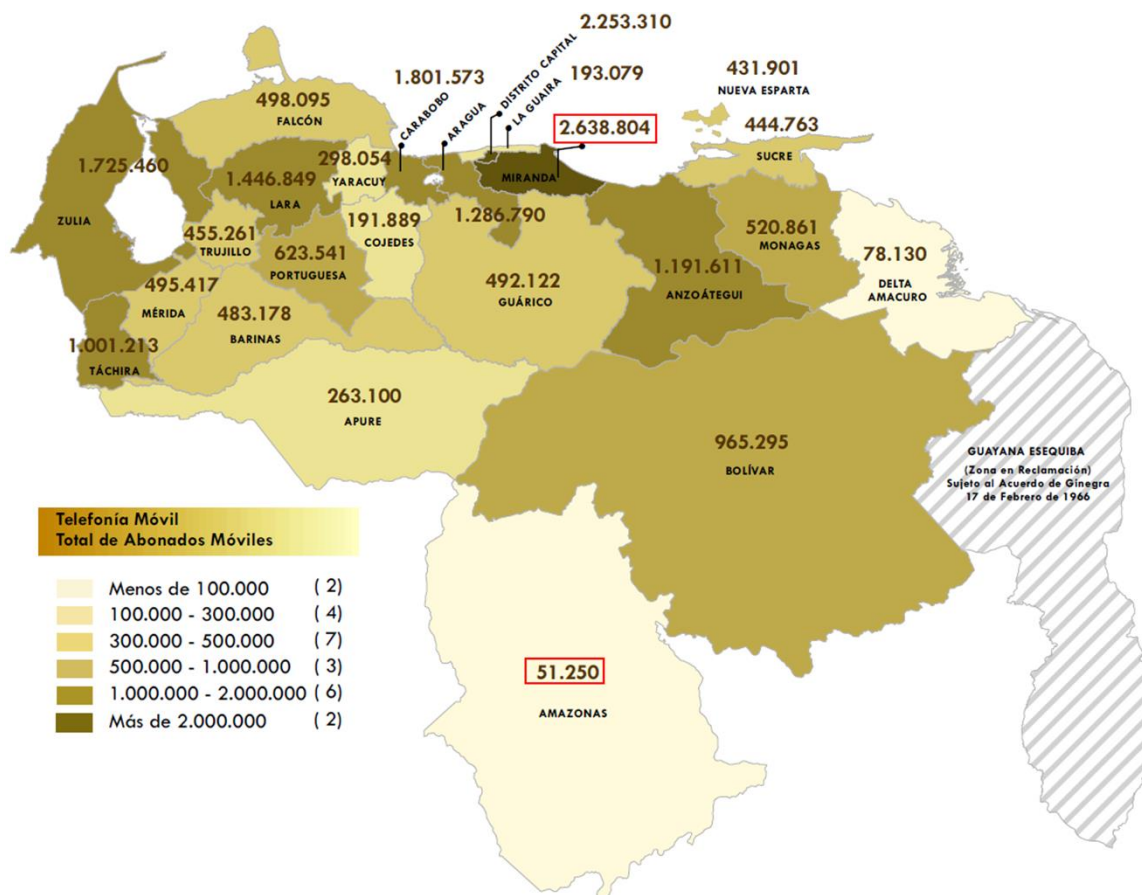 2.253.310
DISTRITO CAPITAL
193.079
LA GUAIRA
1.801.573
CARABOBO
ARAGUA
431.901
NUEVA ESPARTA
498.095
FALCÓN
2.638.804
MIRANDA
444.763
SUCRE
1.725.460
ZULIA
298.054
YARACUY
1.446.849
LARA
191.889
COJEDES
1.286.790
455.261
TRUJILLO
623.541
PORTUGUESA
520.861
MONAGAS
78.130
DELTA
AMACURO
495.417
MÉRIDA
483.178
BARINAS
492.122
GUÁRICO
1.191.611
ANZOÁTEGUI
1.001.213
TÁCHIRA
263.100
APURE
965.295
BOLÍVAR
GUAYANA ESEQUIBA
(Zona en Reclamación)
Sujeto al Acuerdo de Ginegra
17 de Febrero de 1966
Telefonía Móvil
Total de Abonados Móviles
Menos de 100.000 ( 2)
100.000 - 300.000 ( 4)
300.000 - 500.000 ( 7)
500.000 - 1.000.000 ( 3)
1.000.000 - 2.000.000 ( 6)
Más de 2.000.000 ( 2)
51.250
AMAZONAS